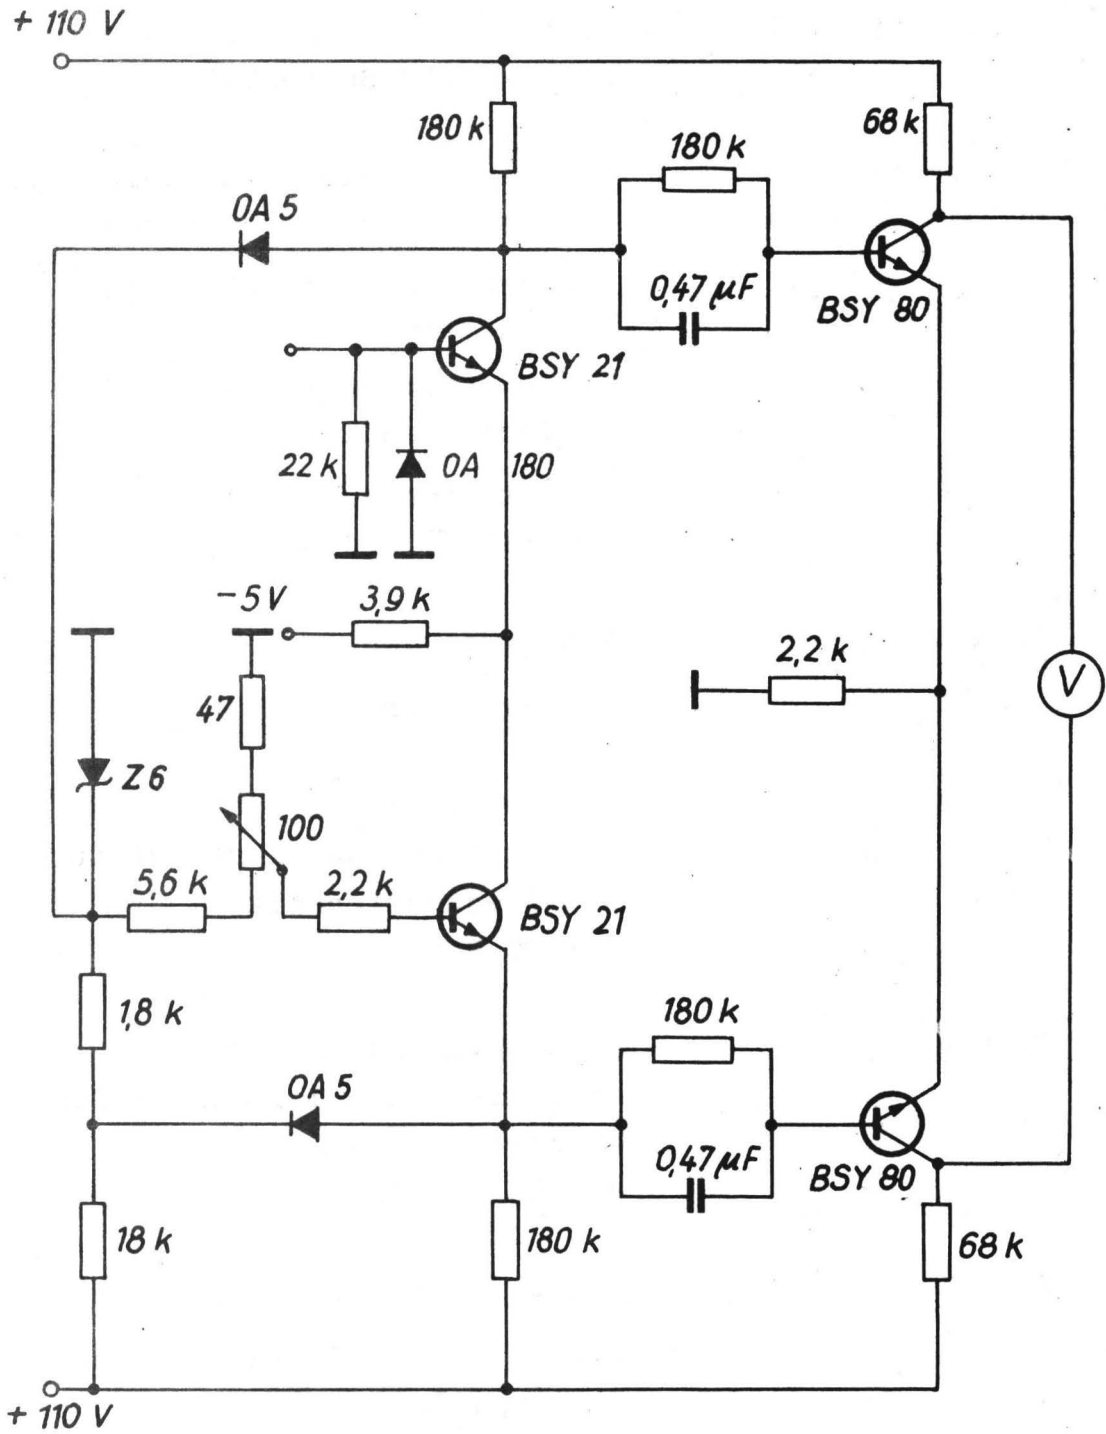 + 110 V
180 k
68 k
180 k
0A 5
0,47 µF
BSY 80
BSY 21
22 k
0A 180
-5V
3,9 k
2,2 k
47
V
Z 6
100
5,6 k
2,2 k
BSY 21
1,8 k
180 k
0A 5
0,47 µF
BSY 80
18 k
180 k
68 k
+ 110 V